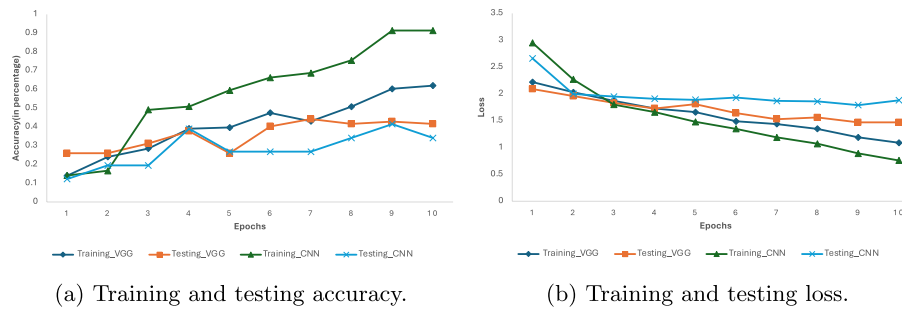 1
0.9
0.8
0.7
0.6
0.5
0.4
0.3
0.2
0.1
0
Accuracy(in percentage)
1 2 3 4 5 6 7 8 9 10
Epochs
Training_VGG Testing_VGG Training_CNN Testing_CNN
(a) Training and testing accuracy.
3.5
3
2.5
2
1.5
1
0.5
0
Loss
1 2 3 4 5 6 7 8 9 10
Epochs
Training_VGG Testing_VGG Training_CNN Testing_CNN
(b) Training and testing loss.